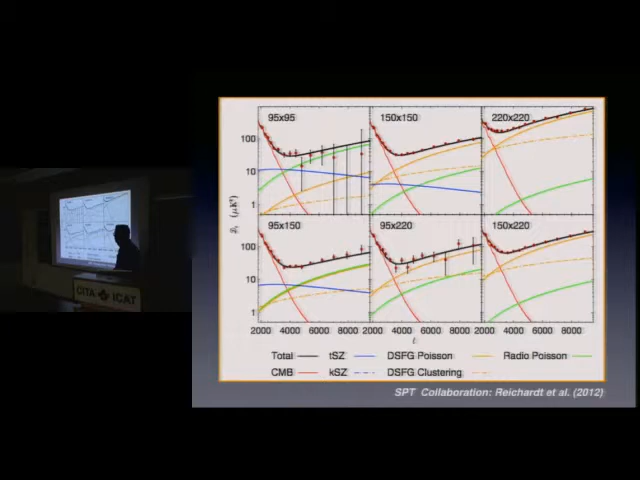 95x95
150x150
220x220
100
10
1
95x150
95x220
150x220
100
10
1
2000 4000 6000 8000
2000 4000 6000 8000
2000 4000 6000 8000
Total
tSZ
DSFG Poisson
Radio Poisson
CMB
kSZ
DSFG Clustering
SPT Collaboration: Reichardt et al. (2012)
CITA ICAT